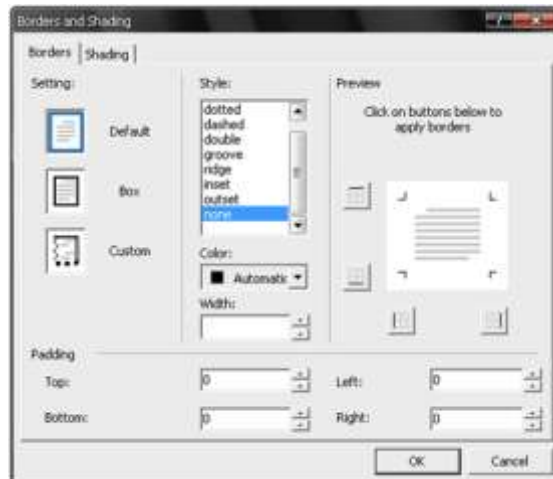 Borders and Shading
Borders
Shading
Setting:
Default
Box
Custom
Style:
dotted
dashed
double
groove
ridge
inset
outset
none
Color:
Automatic
Width:
Preview
Click on buttons below to
apply borders
Padding
Top:
0
Left:
0
Bottom:
0
Right:
0
OK
Cancel